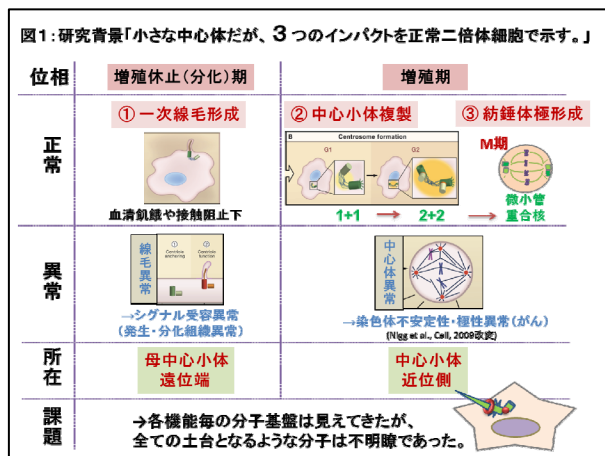 図1:研究背景「小さな中心体だが、3つのインパクトを正常二倍体細胞で示す。」
位相
増殖休止(分化)期
増殖期
正常
①一次線毛形成
②中心小体複製
③紡錘体極形成
B
Centrosome formation
G1
G2
M期
1+1 → 2+2 →
微小管
重合核
血清飢餓や接触阻止下
異常
線毛異常
①
②
Centriole
anchoring
Centriole
function
→シグナル受容異常
(発生・分化組織異常)
中心体異常
→染色体不安定性・極性異常(がん)
(Nigg et al., Cell, 2009改変)
所在
母中心小体
遠位端
中心小体
近位側
課題
→各機能毎の分子基盤は見えてきたが、
全ての土台となるような分子は不明瞭であった。